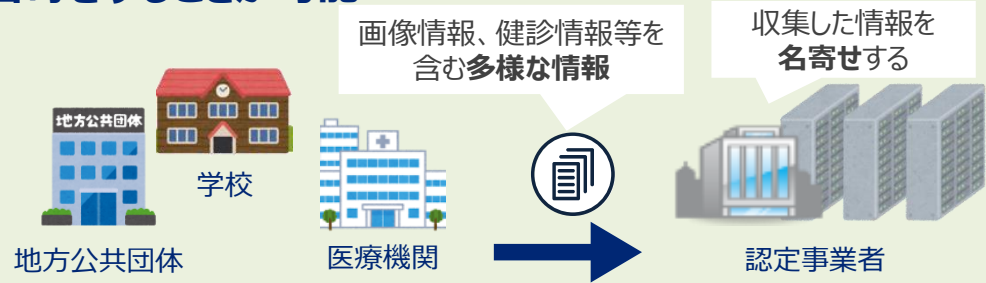 画像情報、健診情報等を
含む多様な情報
収集した情報を
名寄せする
地方公共団体
学校
地方公共団体
医療機関
認定事業者